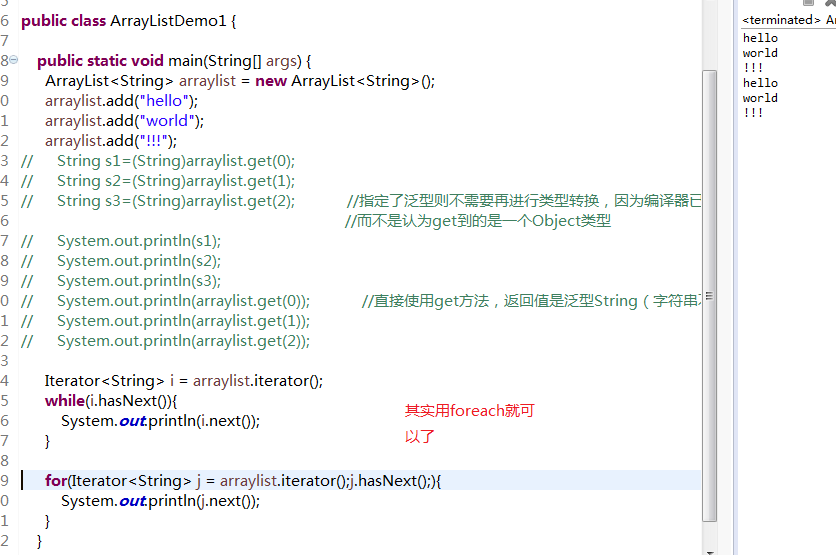 <terminated> Ar
6 public class ArrayListDemo1 {
7
8 public static void main(String[] args) {
9 ArrayList<String> arraylist = new ArrayList<String>();
0 arraylist.add("hello");
1 arraylist.add("world");
2 arraylist.add("!!!");
3 // String s1=(String)arraylist.get(0);
4 // String s2=(String)arraylist.get(1);
5 // String s3=(String)arraylist.get(2); //指定了泛型则不需要再进行类型转换，因为编译器已
6 //而不是认为get到的是一个Object类型
7 // System.out.println(s1);
8 // System.out.println(s2);
9 // System.out.println(s3);
0 // System.out.println(arraylist.get(0)); //直接使用get方法，返回值是泛型String（字符串
1 // System.out.println(arraylist.get(1));
2 // System.out.println(arraylist.get(2));
3
4 Iterator<String> i = arraylist.iterator();
5 while(i.hasNext()){
6 System.out.println(i.next());
7 }
其实用foreach就可
以了
8
9 for(Iterator<String> j = arraylist.iterator();j.hasNext();){
0 System.out.println(j.next());
1 }
2 }
hello
world
!!!
hello
world
!!!